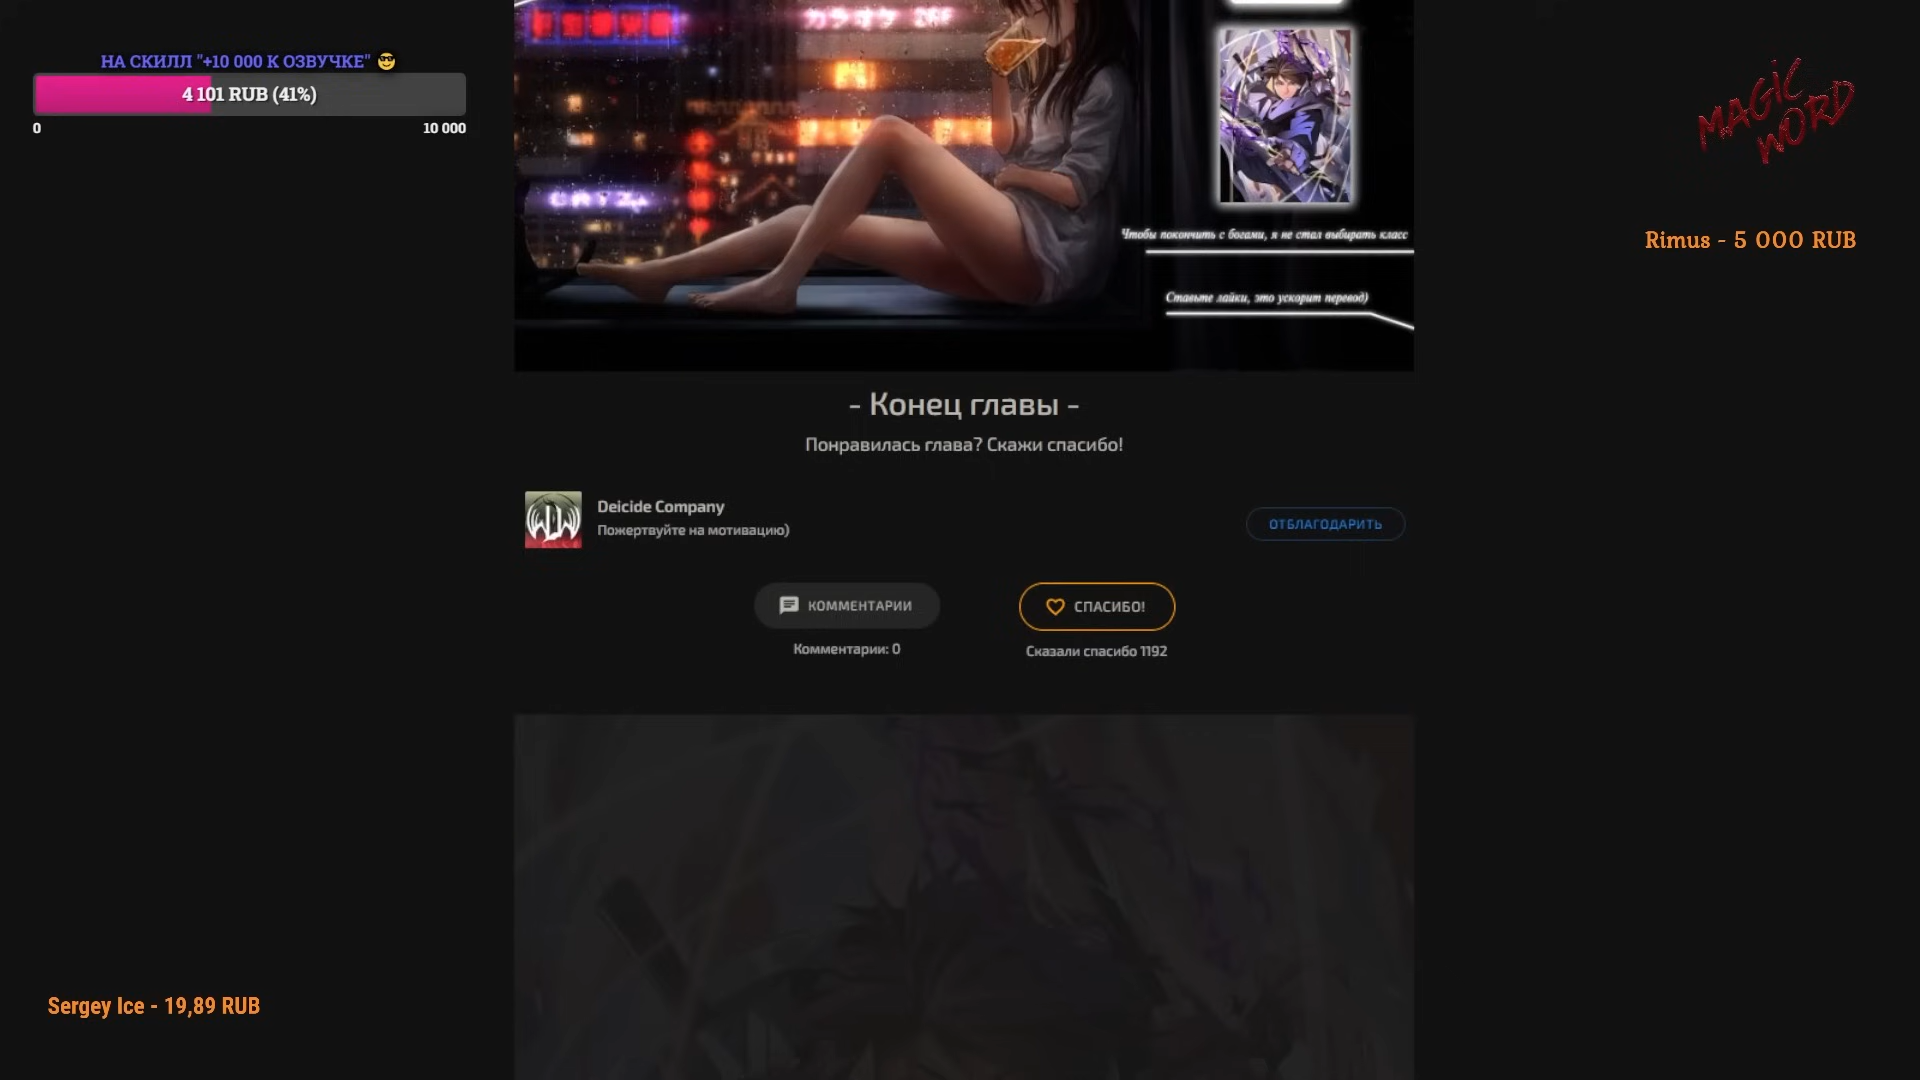 НА СКИЛЛ "+10 000 К ОЗВУЧКЕ" 😎
4 101 RUB (41%)
0
10 000
MAGIC
WORD
Rimus - 5 000 RUB
Чтобы покончить с богами, я не стал выбирать класс
Ставьте лайки, это ускорит перевод)
- Конец главы -
Понравилась глава? Скажи спасибо!
Deicide Company
Пожертвуйте на мотивацию)
ОТБЛАГОДАРИТЬ
КОММЕНТАРИИ
СПАСИБО!
Комментарии: 0
Сказали спасибо 1192
Sergey Ice - 19,89 RUB